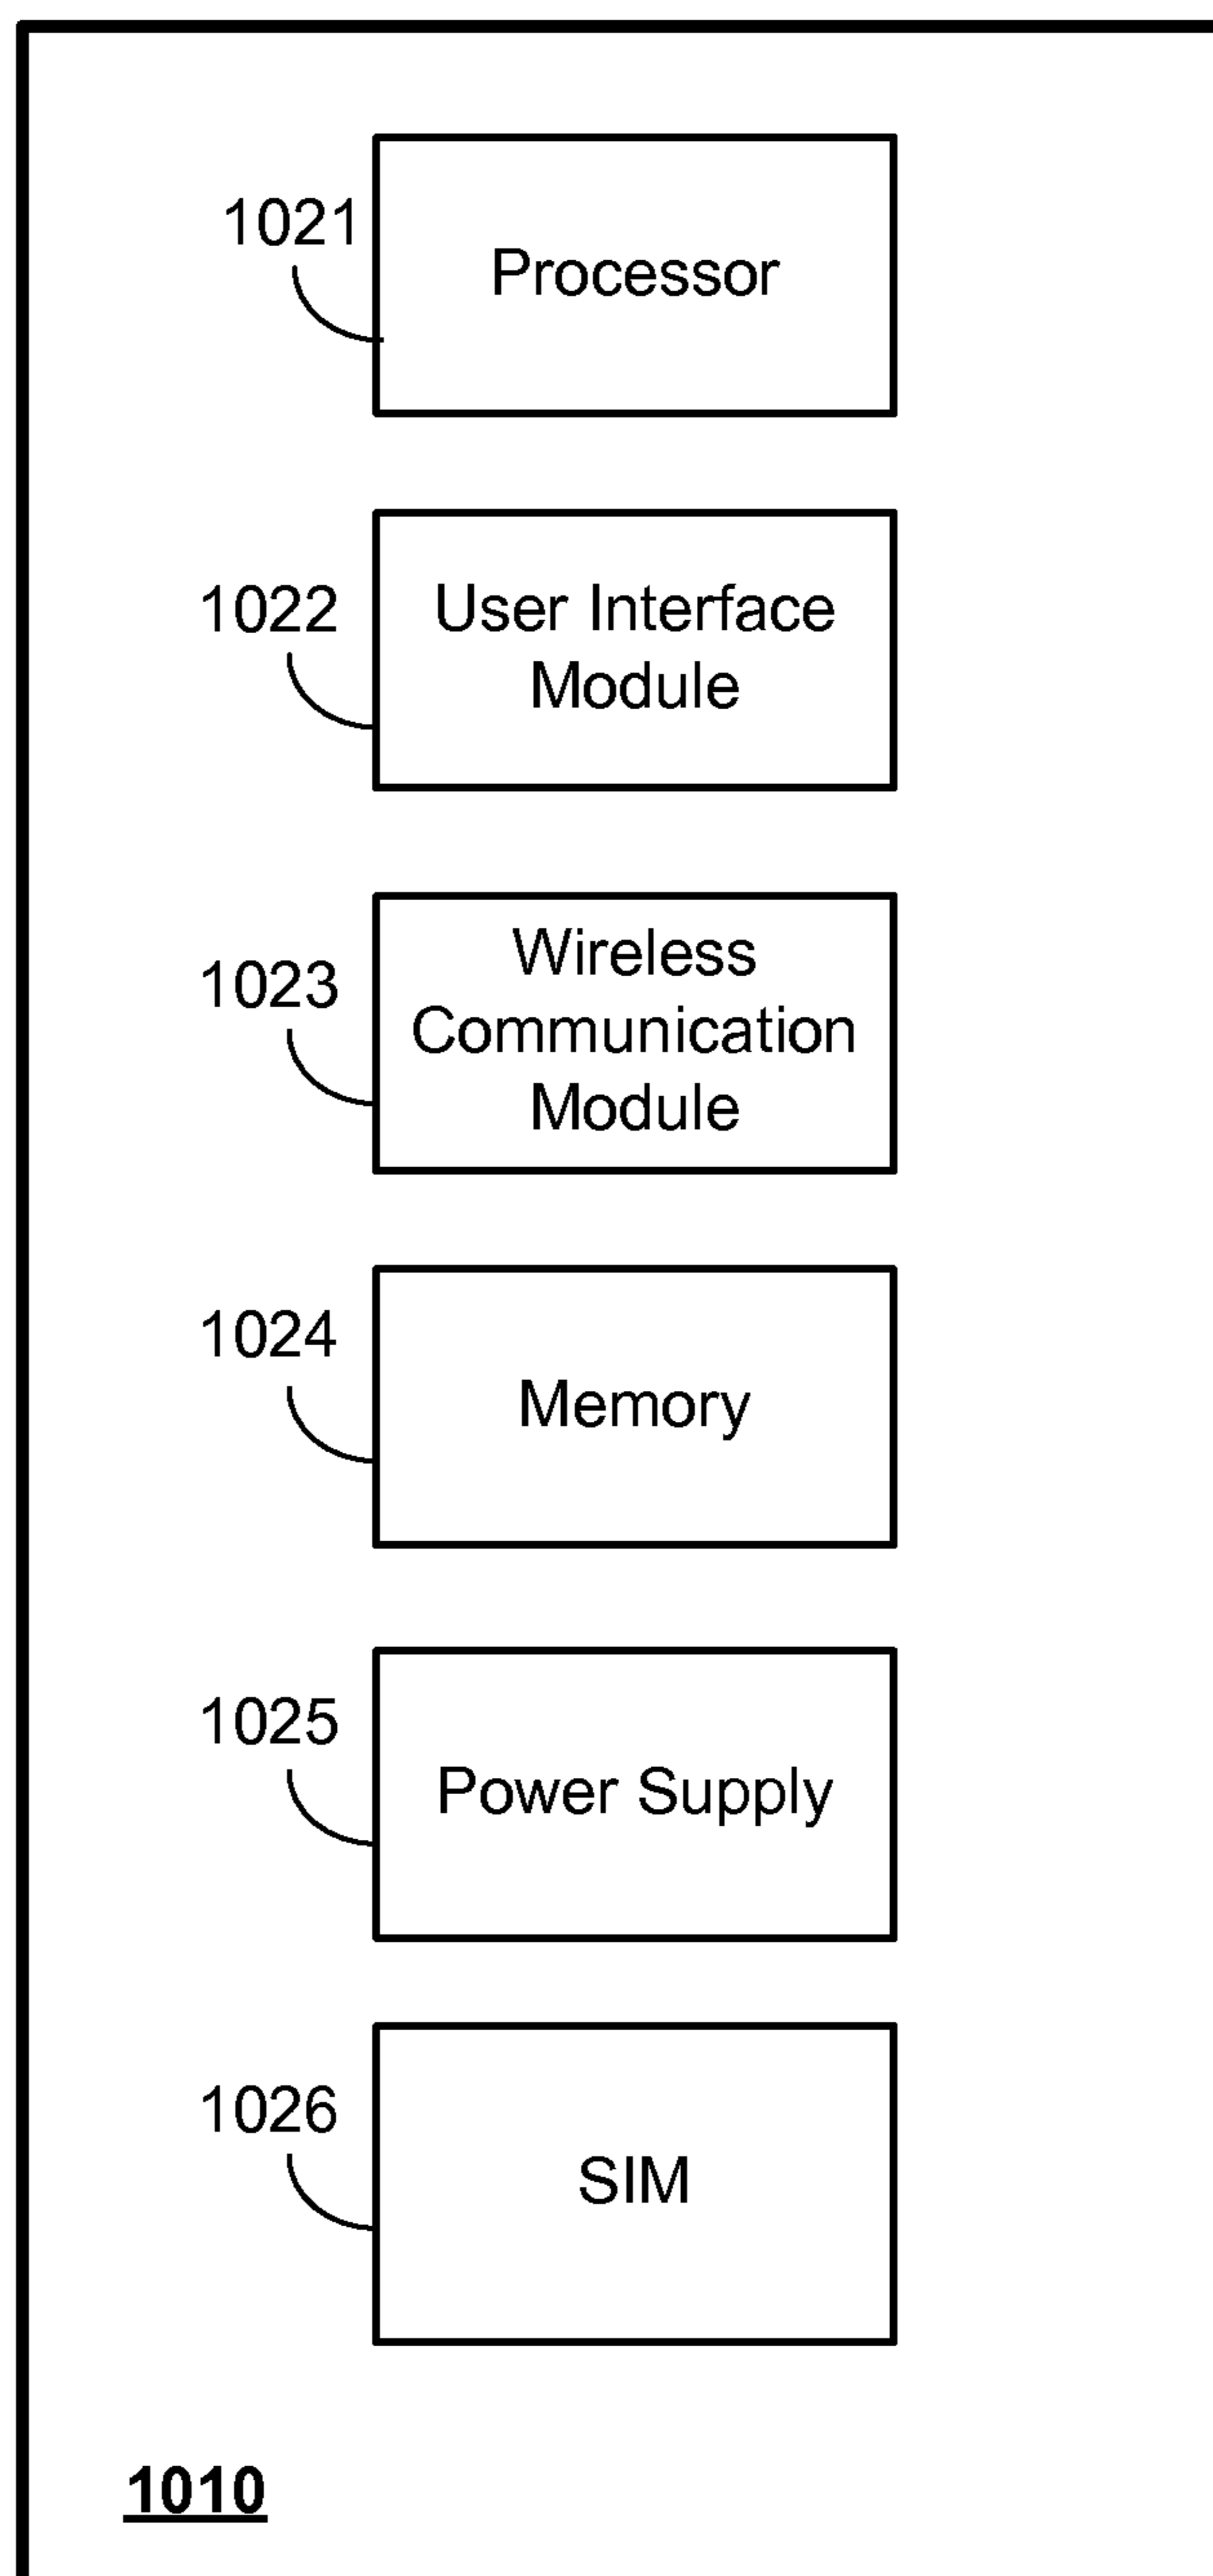 1021
Processor
1022
User Interface
Module
1023
Wireless
Communication
Module
1024
Memory
1025
Power Supply
1026
SIM
1010